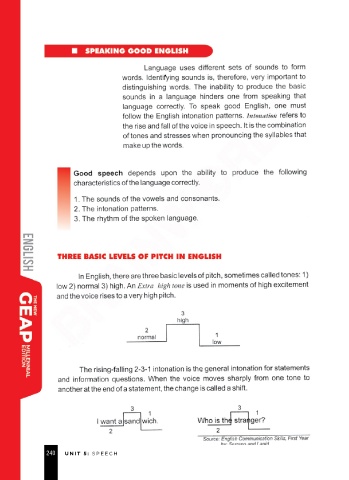 ■ SPEAKING GOOD ENGLISH
Language uses different sets of sounds to form
words. Identifying sounds is, therefore, very important to
distinguishing words. The inability to produce the basic
sounds in a language hinders one from speaking that
language correctly. To speak good English, one must
follow the English intonation patterns. Intonation refers to
the rise and fall of the voice in speech. It is the combination
of tones and stresses when pronouncing the syllables that
make up the words.
Good speech depends upon the ability to produce the following
characteristics of the language correctly.
1. The sounds of the vowels and consonants.
2. The intonation patterns.
3. The rhythm of the spoken language.
ENGLISH
THREE BASIC LEVELS OF PITCH IN ENGLISH
In English, there are three basic levels of pitch, sometimes called tones: 1)
low 2) normal 3) high. An Extra high tone is used in moments of high excitement
and the voice rises to a very high pitch.
THE NEW
GEAP
MILLENNIAL
EDITION
3
high
2
normal
1
low
The rising-falling 2-3-1 intonation is the general intonation for statements
and information questions. When the voice moves sharply from one tone to
another at the end of a statement, the change is called a shift.
3 3
1 1
I want a sand wich. Who is the stranger?
2 2
Source: English Communication Skills, First Year
by:
240 UNIT 5: SPEECH